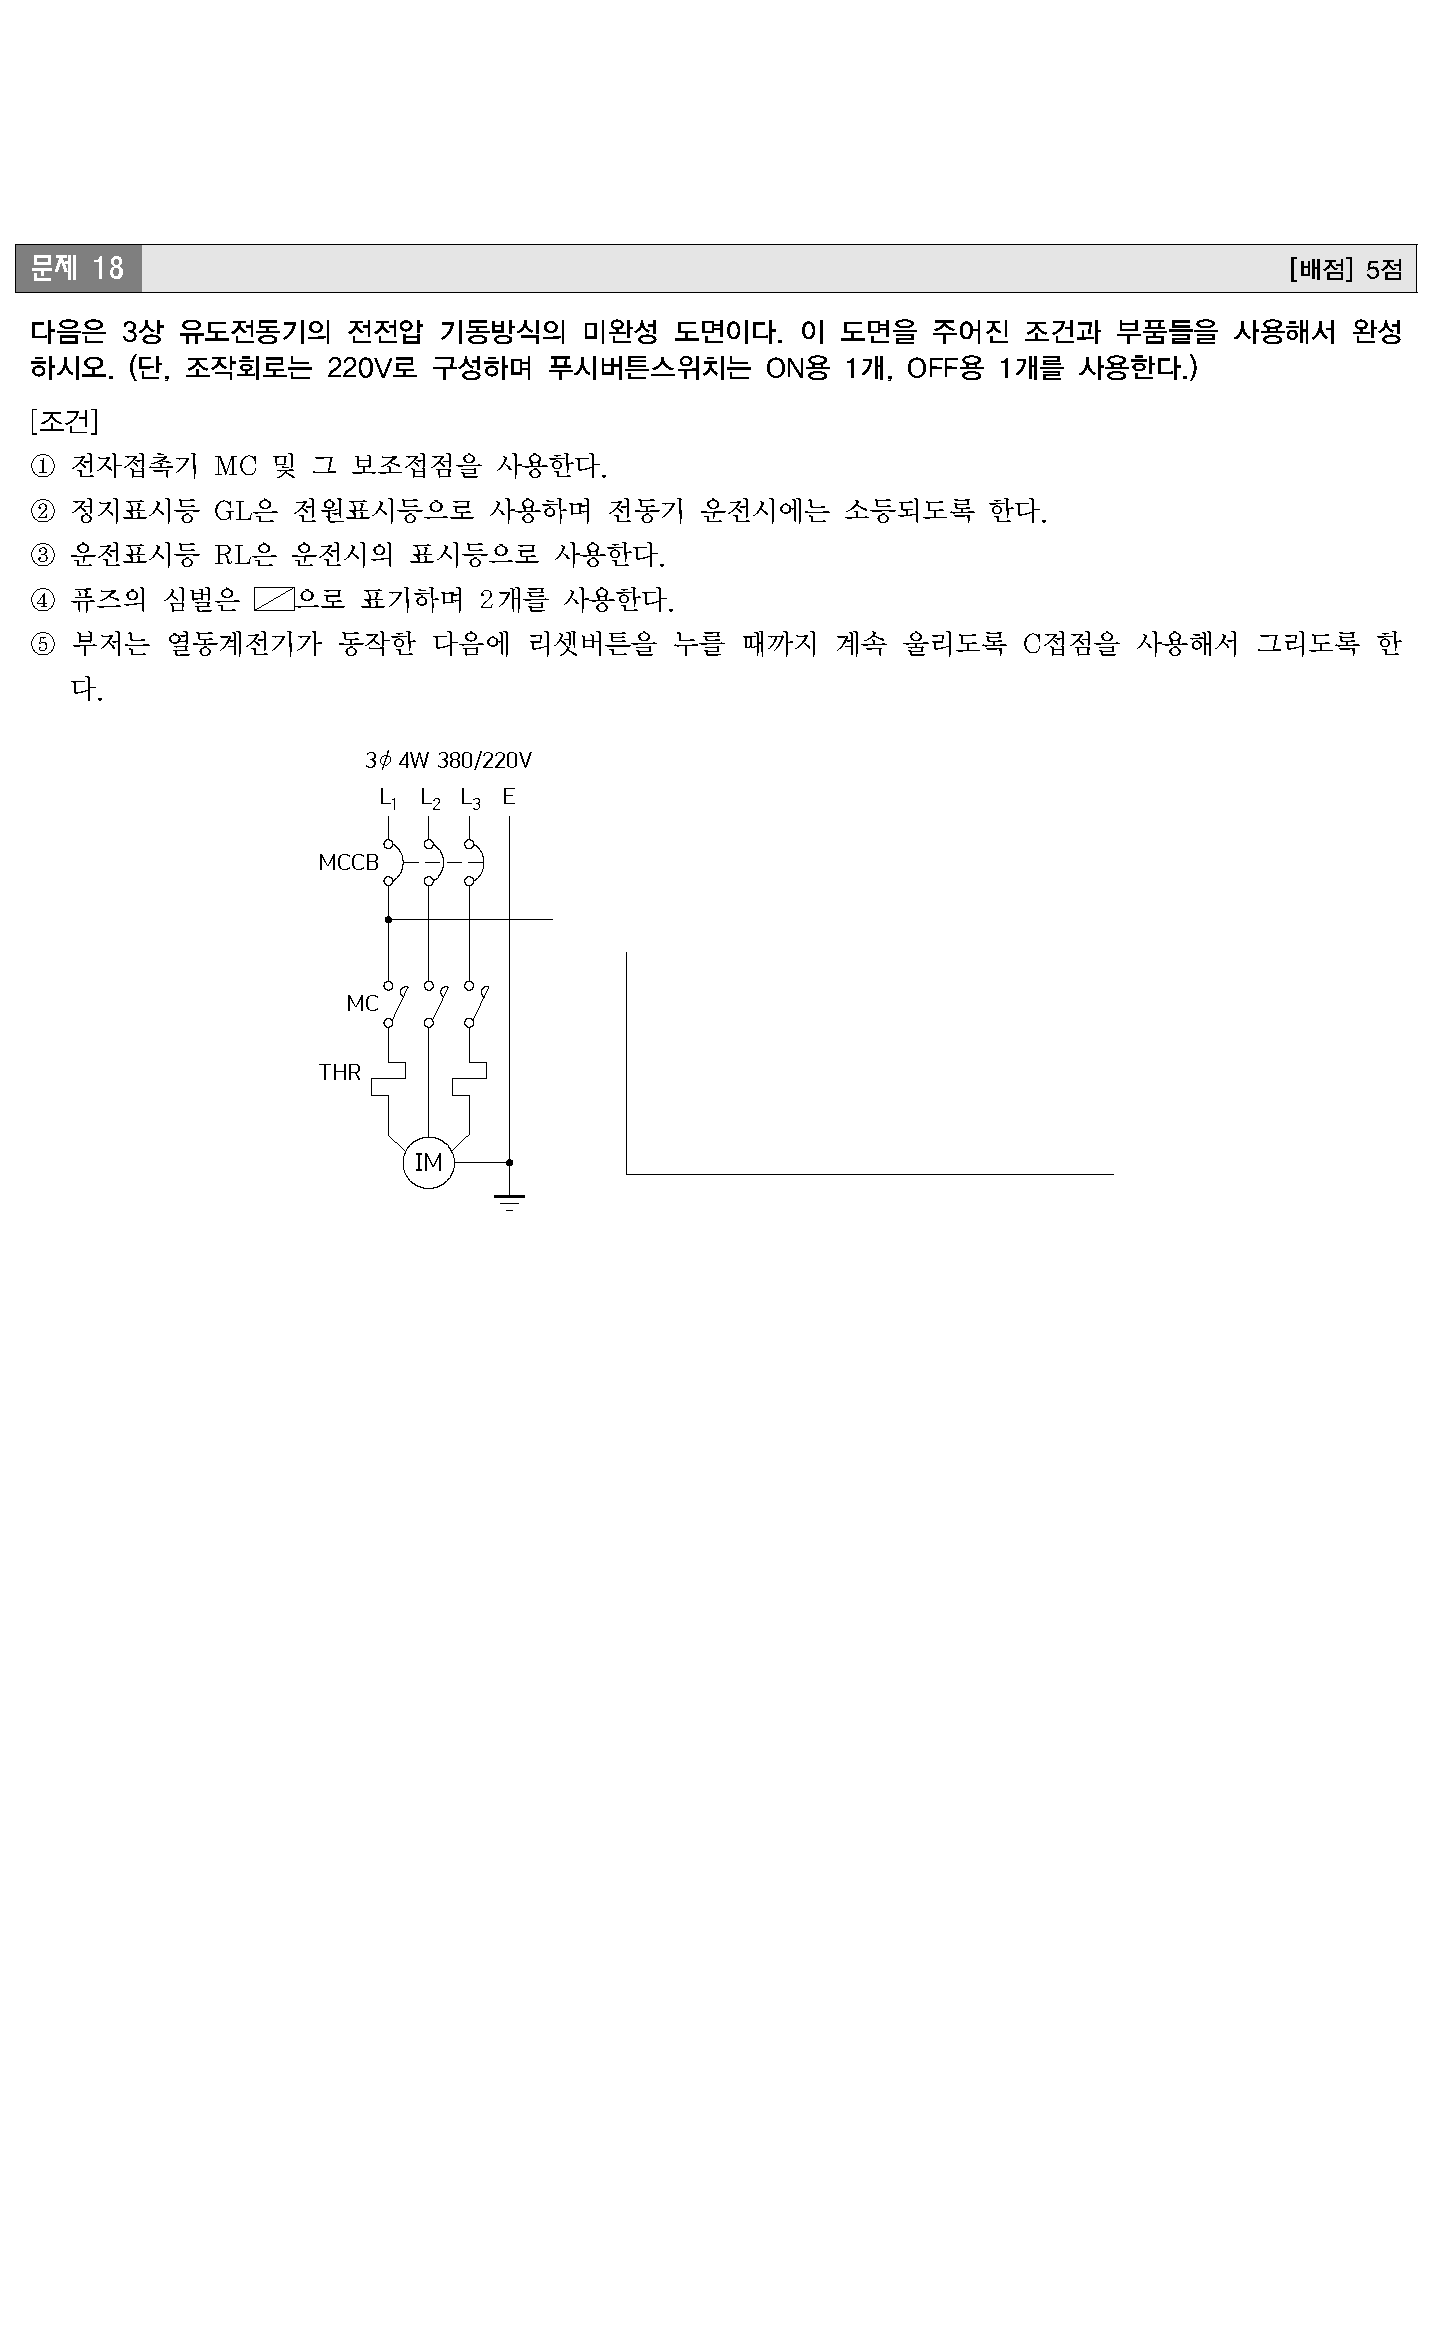 문제 18
[배점] 5점
다음은 3상 유도전동기의 전전압 기동방식의 미완성 도면이다. 이 도면을 주어진 조건과 부품들을 사용해서 완성
하시오. (단, 조작회로는 220V로 구성하며 푸시버튼스위치는 ON용 1개, OFF용 1개를 사용한다.)
[조건]
① 전자접촉기 MC 및 그 보조접점을 사용한다.
② 정지표시등 GL은 전원표시등으로 사용하며 전동기 운전시에는 소등되도록 한다.
③ 운전표시등 RL은 운전시의 표시등으로 사용한다.
④ 퓨즈의 심벌은 으로 표기하며 2개를 사용한다.
⑤ 부저는 열동계전기가 동작한 다음에 리셋버튼을 누를 때까지 계속 울리도록 C접점을 사용해서 그리도록 한
다.
3φ 4W 380/220V
L₁ L₂ L₃ E
MCCB
MC
THR
IM